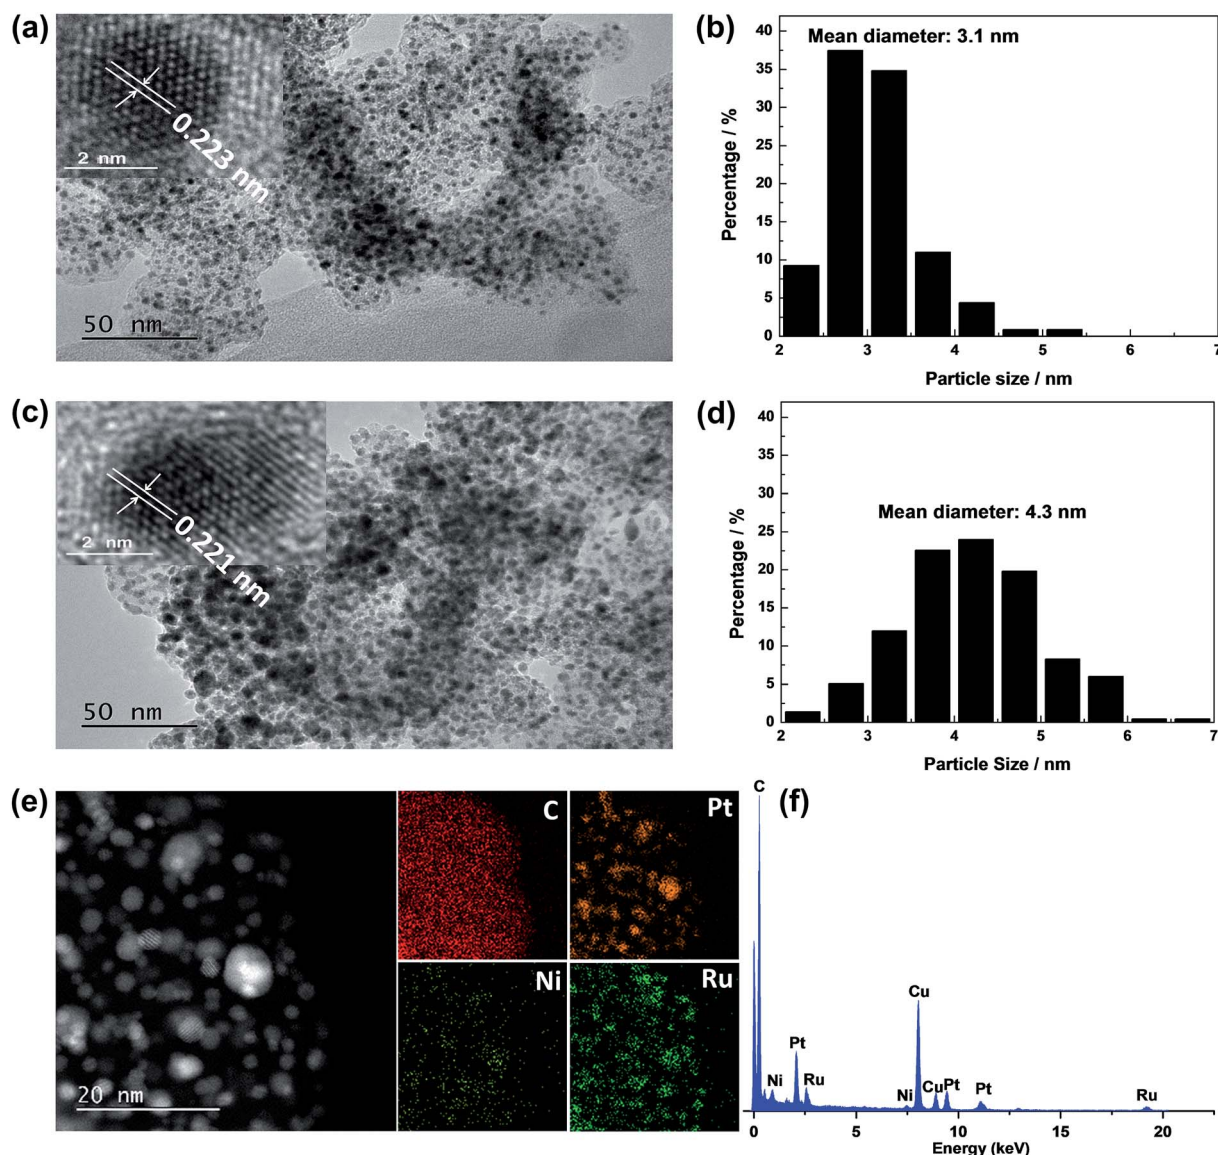 (a)
0.223 nm
2 nm
50 nm
(b)
Mean diameter: 3.1 nm
Percentage / %
40
35
30
25
20
15
10
5
0
2 3 4 5 6 7
Particle size / nm
(c)
0.221 nm
2 nm
50 nm
(d)
Mean diameter: 4.3 nm
Percentage / %
40
35
30
25
20
15
10
5
0
2 3 4 5 6 7
Particle Size / nm
(e)
20 nm
C
Pt
Ni
Ru
(f)
C
Ni
Pt
Ru
Ni
Cu
Cu
Pt
Pt
Ru
0 5 10 15 20
Energy (keV)